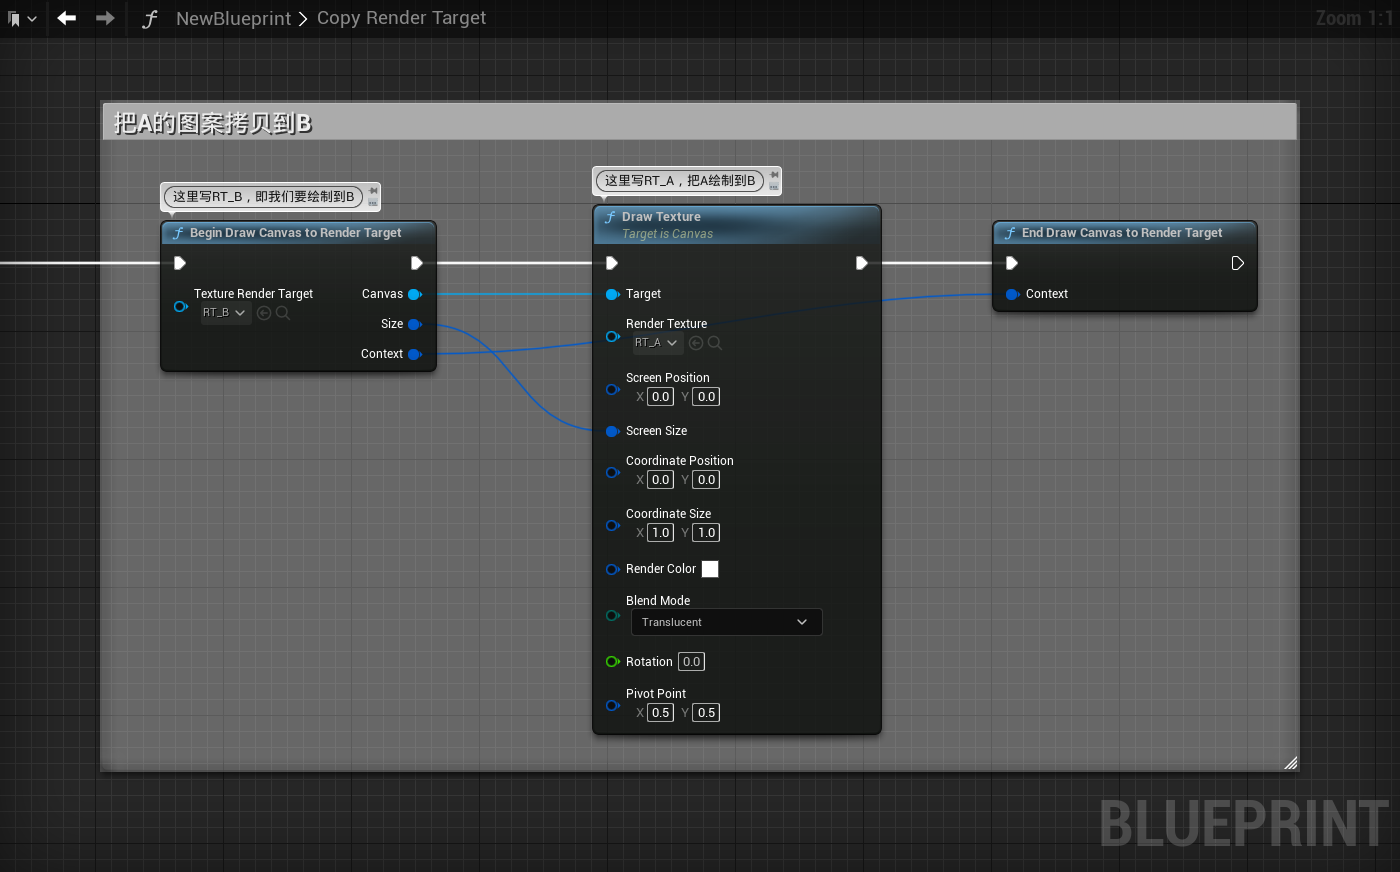 NewBlueprint > Copy Render Target
Zoom 1:1
把A的图案拷贝到B
这里写RT_B，即我们要绘制到B
Begin Draw Canvas to Render Target
Texture Render Target
RT_B
Canvas
Size
Context
这里写RT_A，把A绘制到B
Draw Texture
Target is Canvas
Target
Render Texture
RT_A
Screen Position
X 0.0 Y 0.0
Screen Size
Coordinate Position
X 0.0 Y 0.0
Coordinate Size
X 1.0 Y 1.0
Render Color
Blend Mode
Translucent
Rotation 0.0
Pivot Point
X 0.5 Y 0.5
End Draw Canvas to Render Target
Context
BLUEPRINT